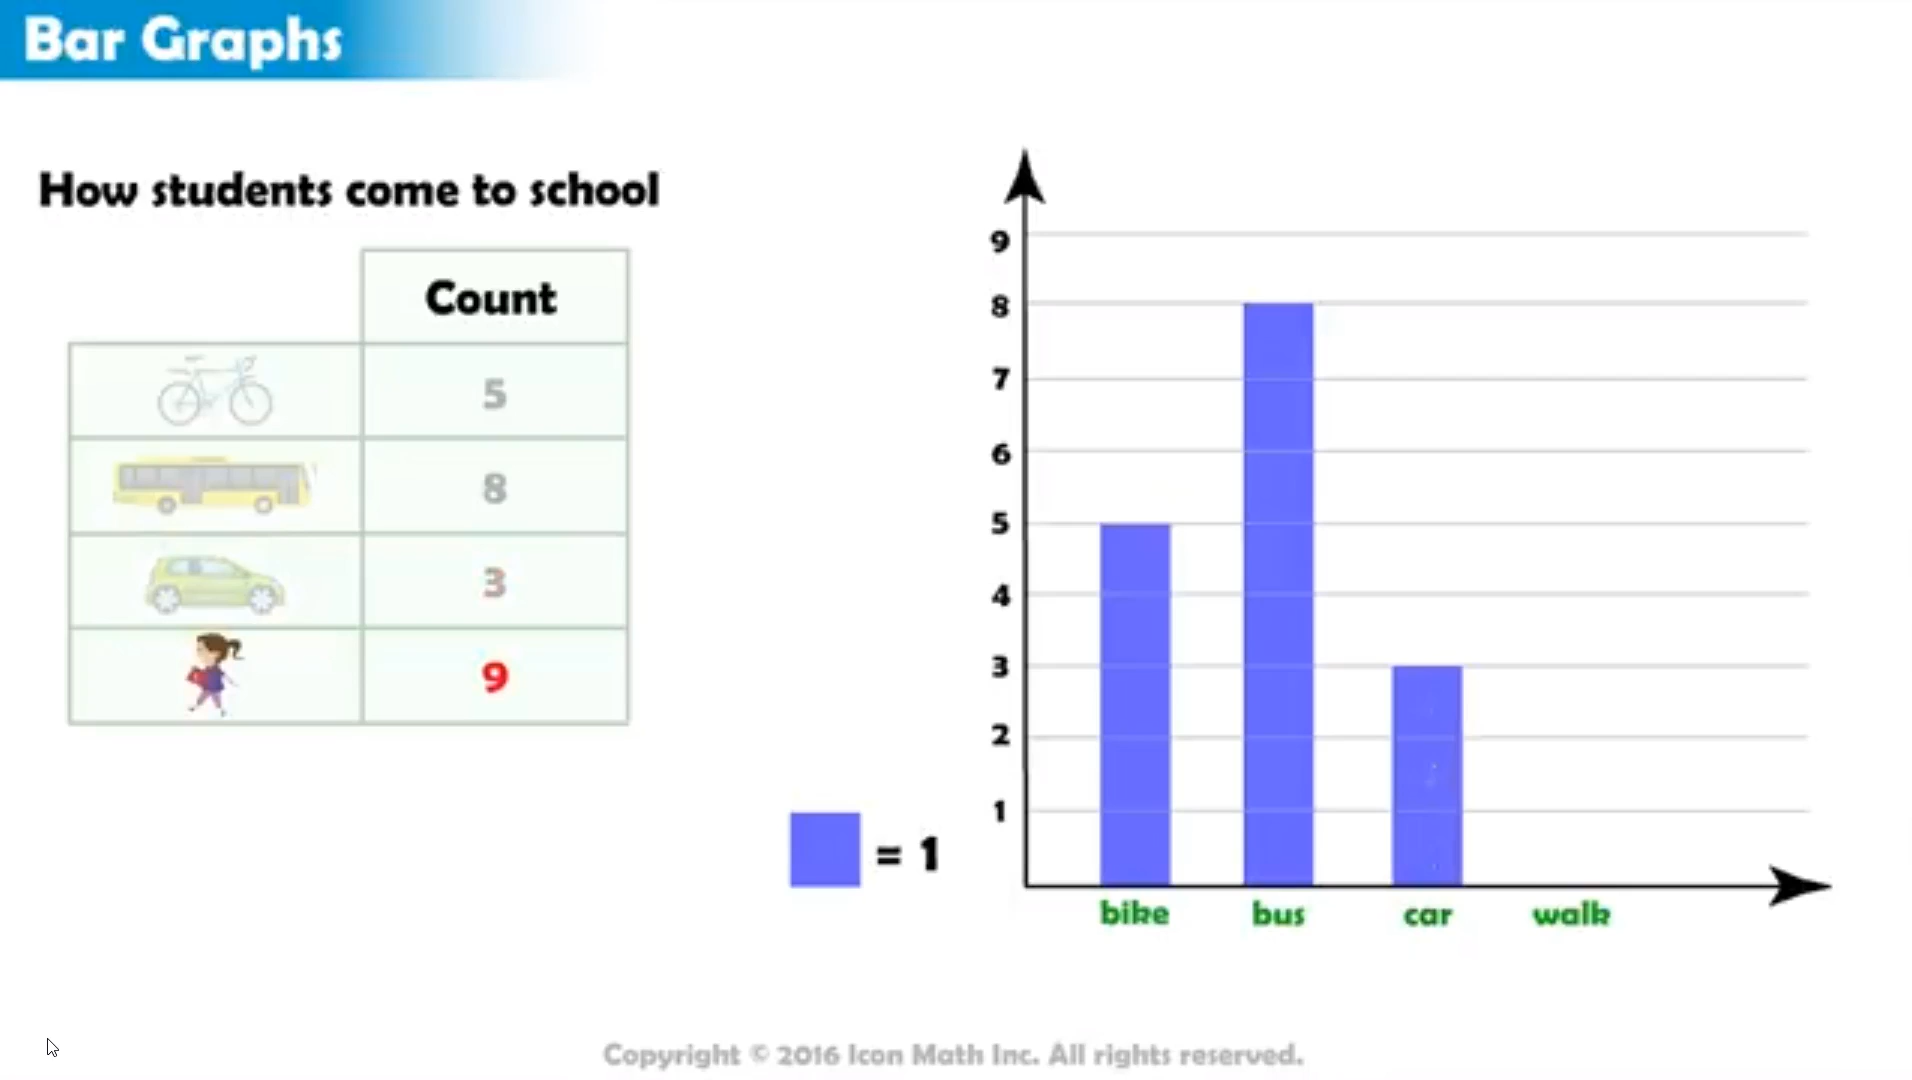 Bar Graphs
How students come to school
Count
5
8
3
9
= 1
9
8
7
6
5
4
3
2
1
bike bus car walk
Copyright © 2016 Icon Math Inc. All rights reserved.